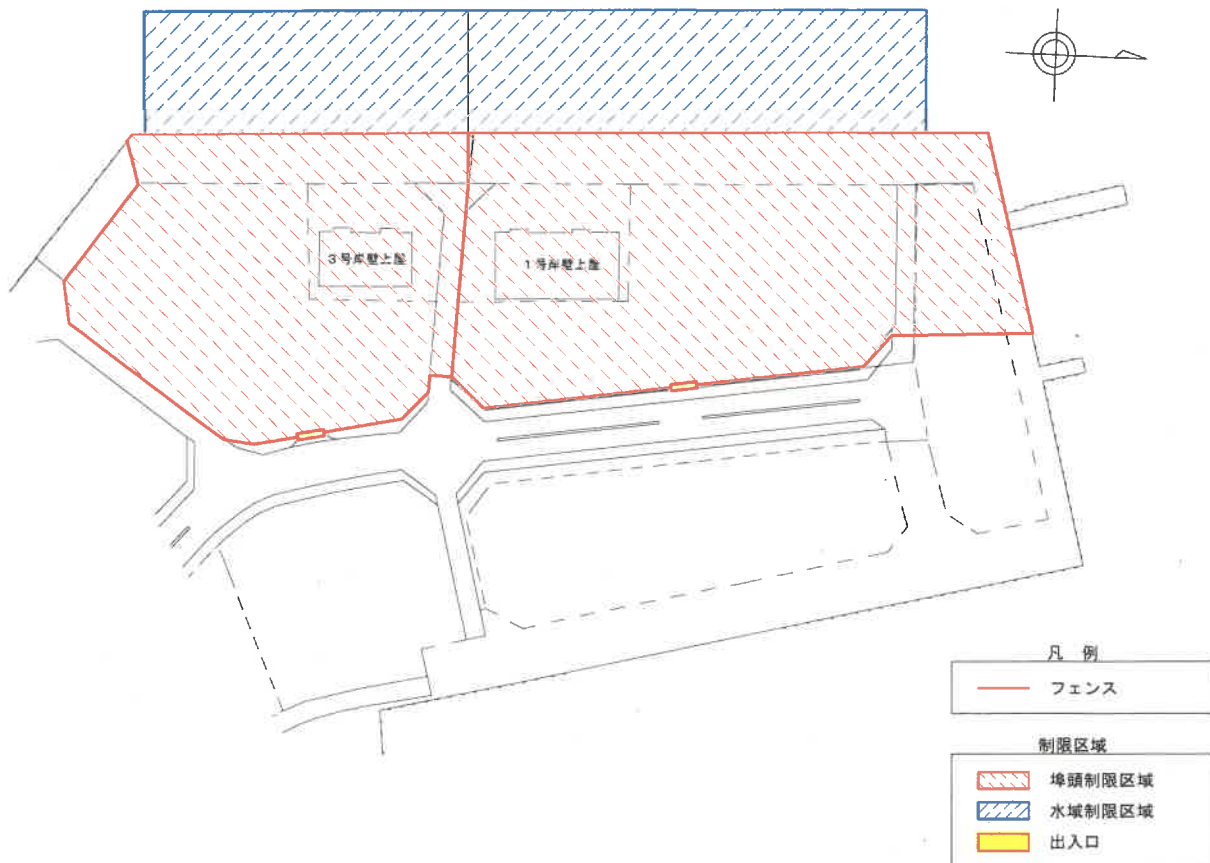 3号岸壁上屋
1号岸壁上屋
凡 例
フェンス
制限区域
埠頭制限区域
水域制限区域
出入口